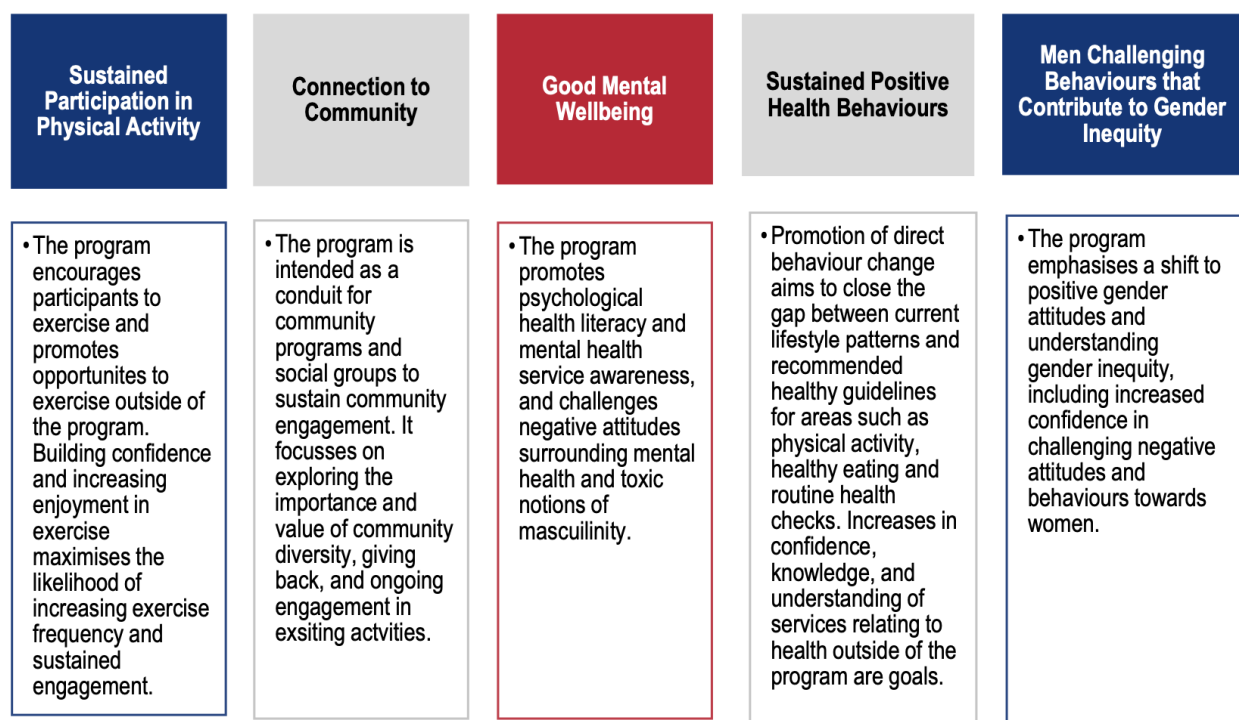 Sustained
Participation in
Physical Activity
Connection to
Community
Good Mental
Wellbeing
Sustained Positive
Health Behaviours
Men Challenging
Behaviours that
Contribute to Gender
Inequity
• The program
encourages
participants to
exercise and
promotes
opportunites to
exercise outside of
the program.
Building confidence
and increasing
enjoyment in
exercise
maximises the
likelihood of
increasing exercise
frequency and
sustained
engagement.
• The program is
intended as a
conduit for
community
programs and
social groups to
sustain community
engagement. It
focusses on
exploring the
importance and
value of community
diversity, giving
back, and ongoing
engagement in
exsiting actvities.
• The program
promotes
psychological
health literacy and
mental health
service awareness,
and challenges
negative attitudes
surrounding mental
health and toxic
notions of
mascuilinity.
• Promotion of direct
behaviour change
aims to close the
gap between current
lifestyle patterns and
recommended
healthy guidelines
for areas such as
physical activity,
healthy eating and
routine health
checks. Increases in
confidence,
knowledge, and
understanding of
services relating to
health outside of the
program are goals.
• The program
emphasises a shift to
positive gender
attitudes and
understanding
gender inequity,
including increased
confidence in
challenging negative
attitudes and
behaviours towards
women.